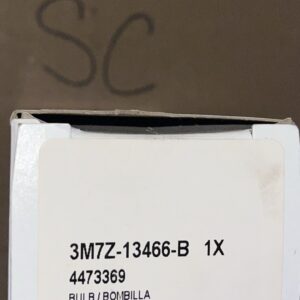 SC
3M7Z-13466-B 1X
4473369
BULB / BOMBILLA